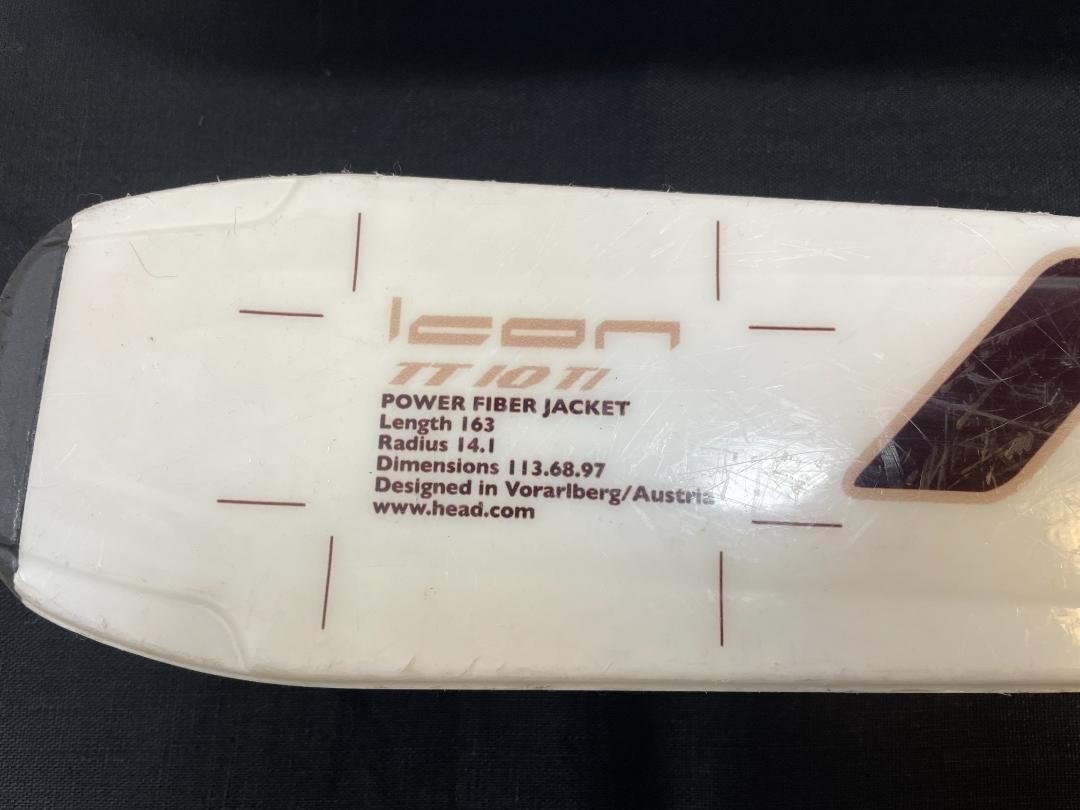 icon
TT 10 TI
POWER FIBER JACKET
Length 163
Radius 14.1
Dimensions 113.68.97
Designed in Vorarlberg/Austria
www.head.com